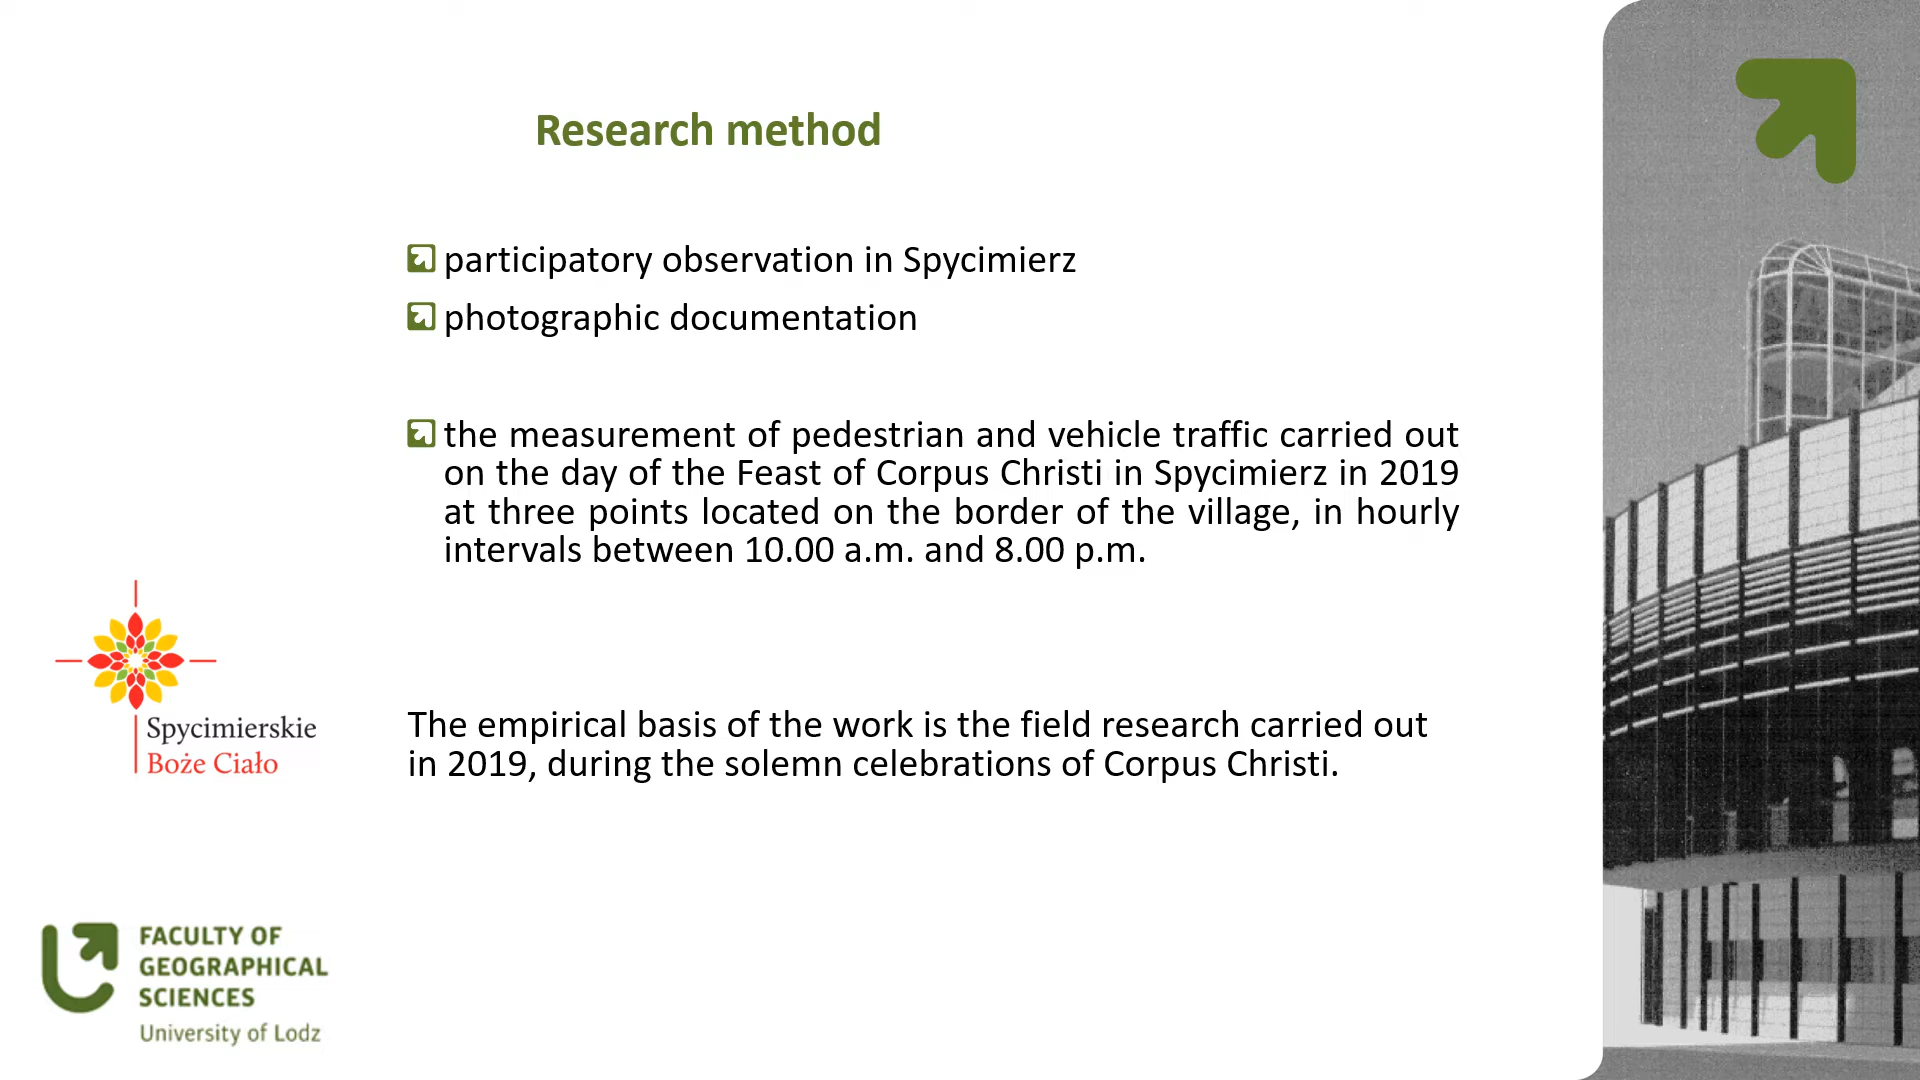 Research method
participatory observation in Spycimierz
photographic documentation
the measurement of pedestrian and vehicle traffic carried out
on the day of the Feast of Corpus Christi in Spycimierz in 2019
at three points located on the border of the village, in hourly
intervals between 10.00 a.m. and 8.00 p.m.
The empirical basis of the work is the field research carried out
in 2019, during the solemn celebrations of Corpus Christi.
Spycimierskie
Boże Ciało
FACULTY OF
GEOGRAPHICAL
SCIENCES
University of Lodz